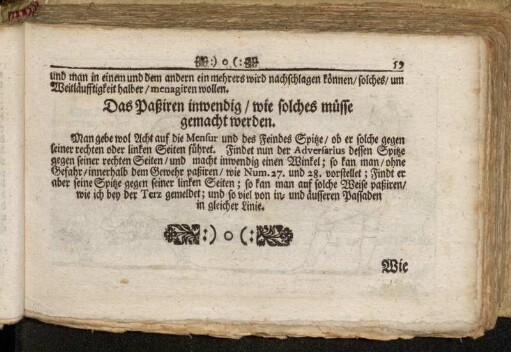 :) o (: 59
und man in einem und dem andern ein mehrers wird nachschlagen können / solches / um
Weitläufftigkeit halber / menagiren wollen.
Das Paßiren inwendig / wie solches müsse
gemacht werden.
Man gebe wol Acht auf die Mensur und des Feindes Spitze / ob er solche gegen
seiner rechten oder linken Seiten führet. Findet nun der Adversarius dessen Spitze
gegen seiner rechten Seiten / und macht inwendig einen Winkel; so kan man / ohne
Gefahr / innerhalb dem Gewehr paßiren / wie Num. 27. und 28. vorstellet; Findt er
aber seine Spitze gegen seiner linken Seiten; so kan man auf solche Weise paßiren /
wie ich bey der Terz gemeldet; und so viel von in- und äusseren Passaden
in gleicher Linie.
:) o (:
Wie